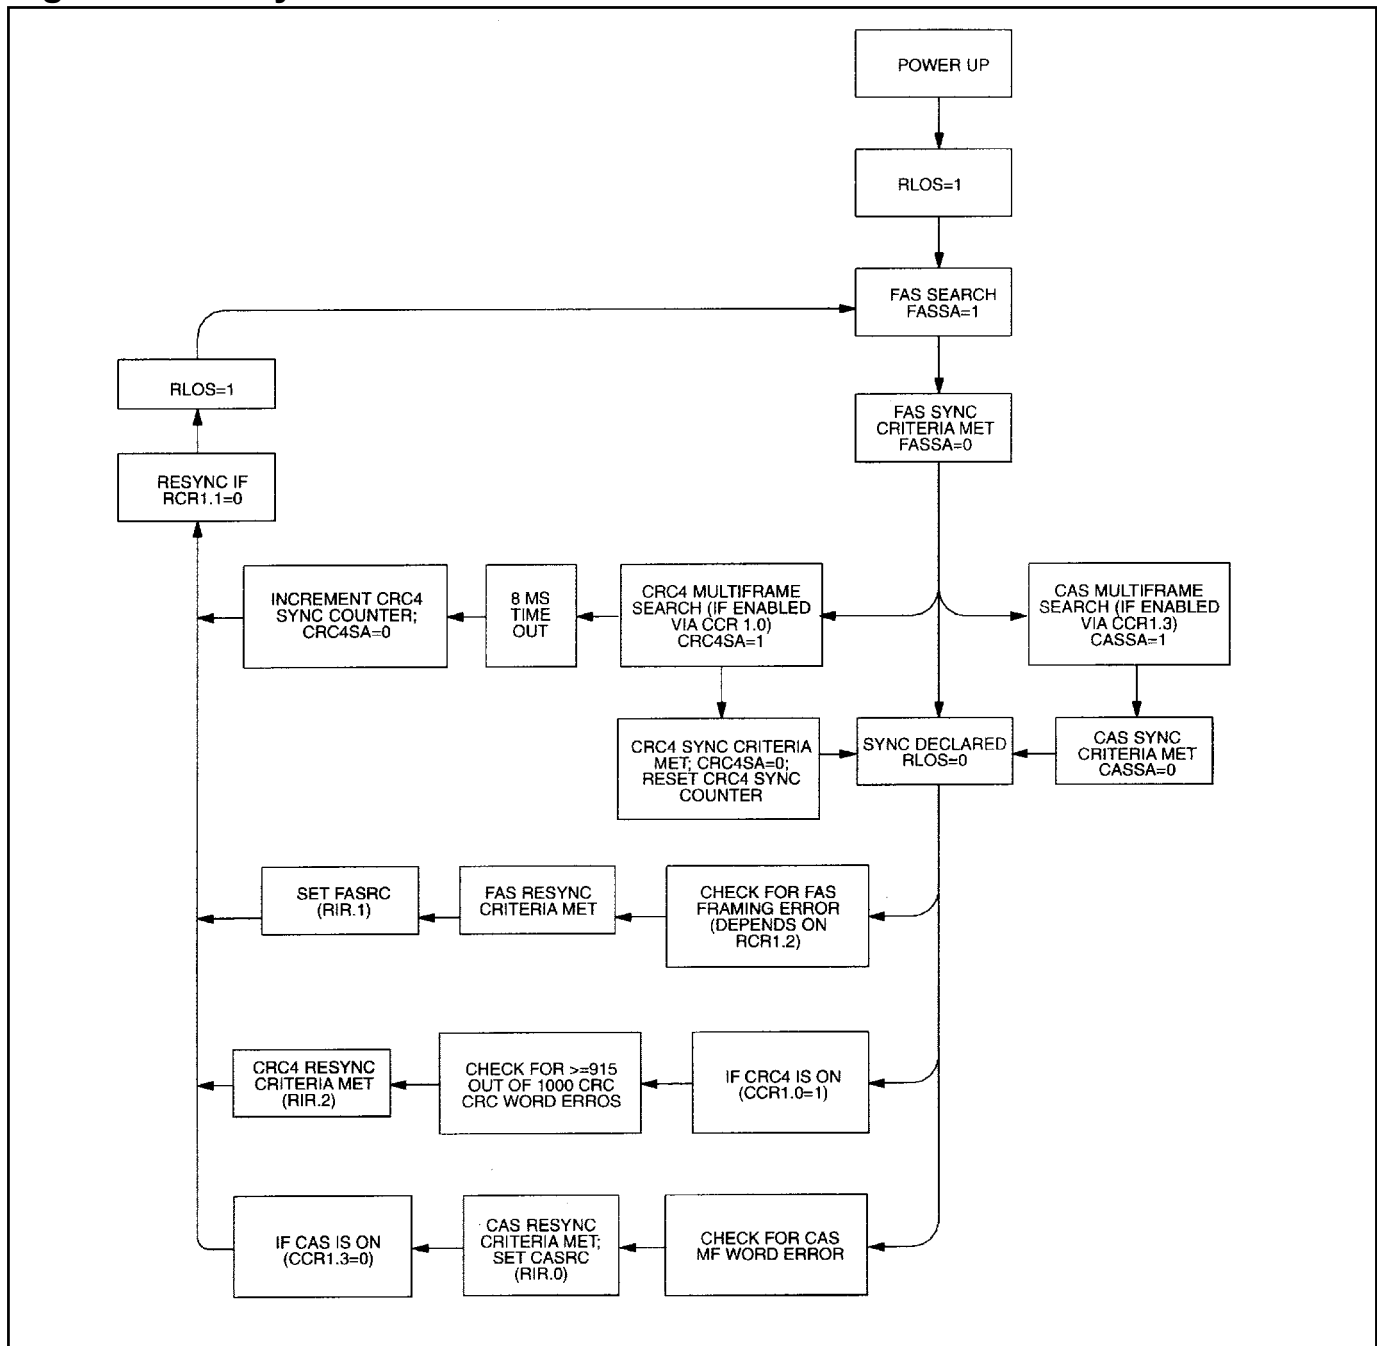 POWER UP
RLOS=1
FAS SEARCH
FASSA=1
RLOS=1
FAS SYNC
CRITERIA MET
FASSA=0
RESYNC IF
RCR1.1=0
INCREMENT CRC4
SYNC COUNTER;
CRC4SA=0
8 MS
TIME
OUT
CRC4 MULTIFRAME
SEARCH (IF ENABLED
VIA CCR 1.0)
CRC4SA=1
CAS MULTIFRAME
SEARCH (IF ENABLED
VIA CCR1.3)
CASSA=1
CRC4 SYNC CRITERIA
MET; CRC4SA=0;
RESET CRC4 SYNC
COUNTER
SYNC DECLARED
RLOS=0
CAS SYNC
CRITERIA MET
CASSA=0
SET FASRC
(RIR.1)
FAS RESYNC
CRITERIA MET
CHECK FOR FAS
FRAMING ERROR
(DEPENDS ON
RCR1.2)
CRC4 RESYNC
CRITERIA MET
(RIR.2)
CHECK FOR >=915
OUT OF 1000 CRC
CRC WORD ERROS
IF CRC4 IS ON
(CCR1.0=1)
IF CAS IS ON
(CCR1.3=0)
CAS RESYNC
CRITERIA MET;
SET CASRC
(RIR.0)
CHECK FOR CAS
MF WORD ERROR